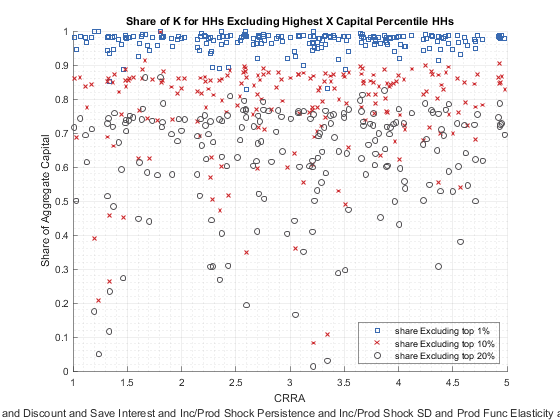 Share of K for HHs Excluding Highest X Capital Percentile HHs
1
0.9
0.8
0.7
0.6
0.5
0.4
0.3
0.2
0.1
0
Share of Aggregate Capital
share Excluding top 1%
share Excluding top 10%
share Excluding top 20%
1 1.5 2 2.5 3 3.5 4 4.5 5
CRRA
and Discount and Save Interest and Inc/Prod Shock Persistence and Inc/Prod Shock SD and Prod Func Elasticity a